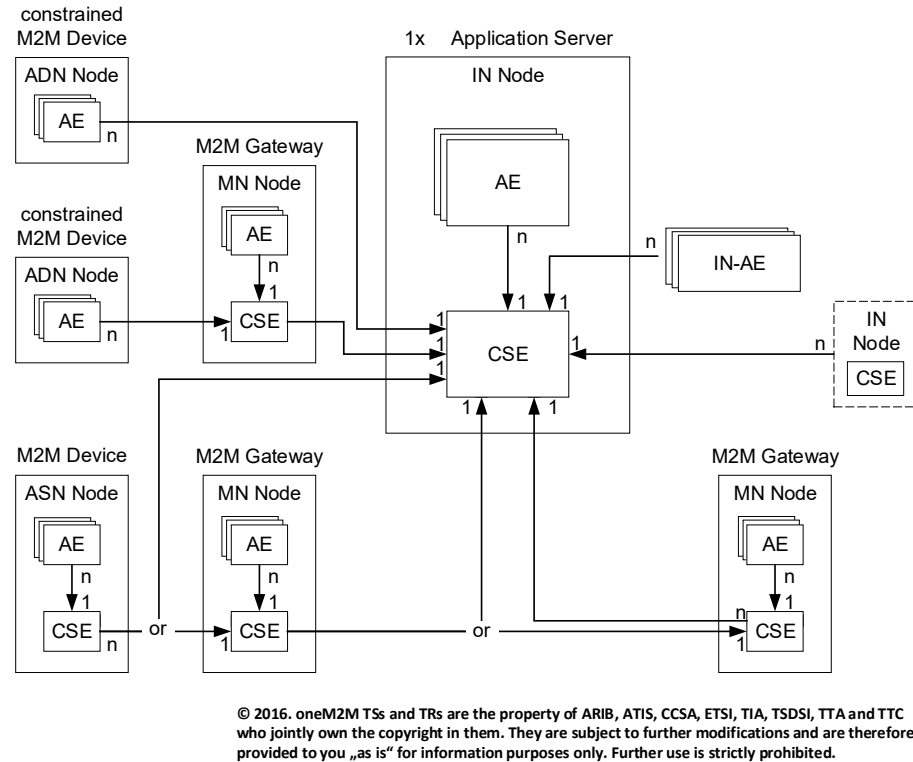 constrained
M2M Device
ADN Node
AE
n
1x Application Server
IN Node
AE
n
1
1
n
IN-AE
M2M Gateway
MN Node
AE
n
1
CSE
constrained
M2M Device
ADN Node
AE
n
1
1
1
1
CSE
1
1
1
n
IN
Node
CSE
M2M Device
ASN Node
AE
n
1
CSE
n
or
M2M Gateway
MN Node
AE
n
1
1
CSE
or
M2M Gateway
MN Node
AE
n
1
n
1
CSE
© 2016. oneM2M TSs and TRs are the property of ARIB, ATIS, CCSA, ETSI, TIA, TSDSI, TTA and TTC
who jointly own the copyright in them. They are subject to further modifications and are therefore
provided to you „as is“ for information purposes only. Further use is strictly prohibited.